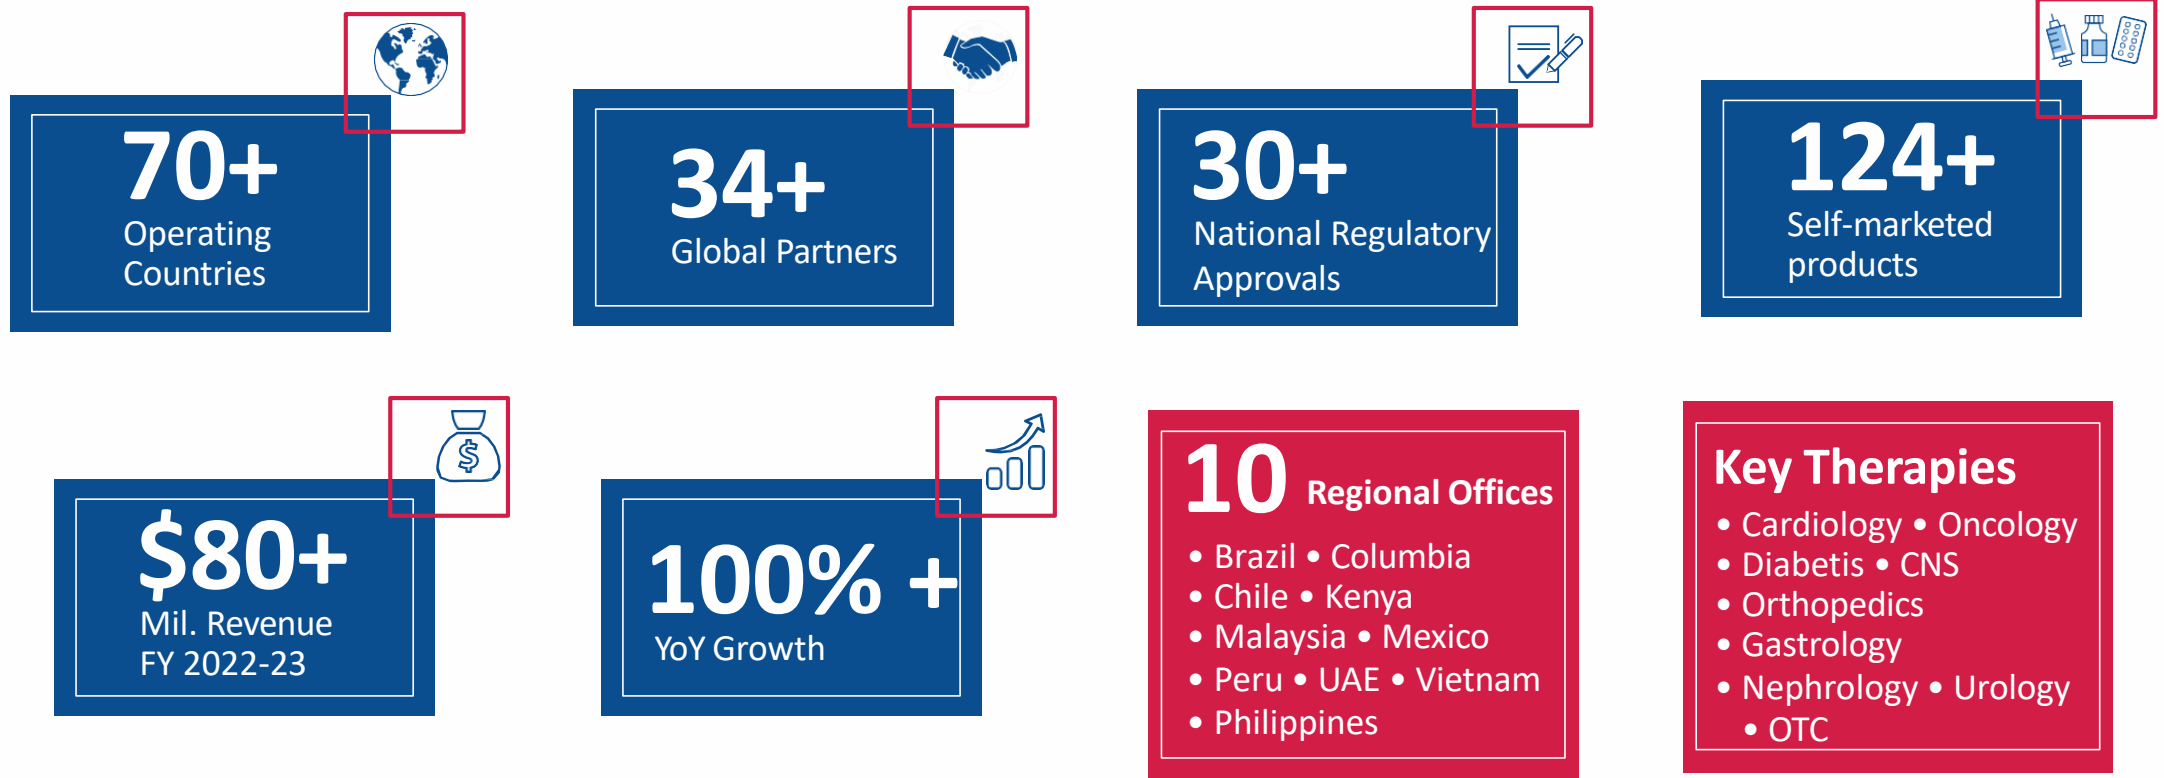 70+
Operating
Countries
34+
Global Partners
30+
National Regulatory
Approvals
124+
Self-marketed
products
$
$80+
Mil. Revenue
FY 2022-23
100% +
YoY Growth
10 Regional Offices
• Brazil • Columbia
• Chile • Kenya
• Malaysia • Mexico
• Peru • UAE • Vietnam
• Philippines
Key Therapies
• Cardiology • Oncology
• Diabetis • CNS
• Orthopedics
• Gastrology
• Nephrology • Urology
• OTC